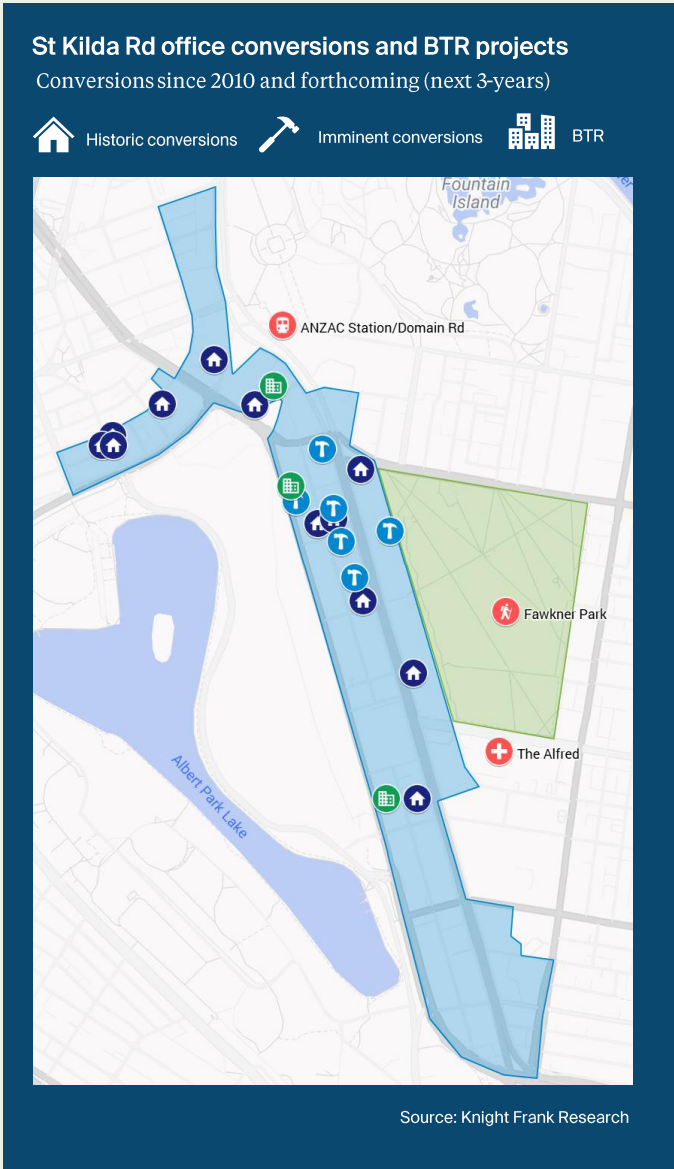 St Kilda Rd office conversions and BTR projects
Conversions since 2010 and forthcoming (next 3-years)
Historic conversions
Imminent conversions
BTR
Fountain
Island
ANZAC Station/Domain Rd
Fawkner Park
The Alfred
Albert Park Lake
Source: Knight Frank Research